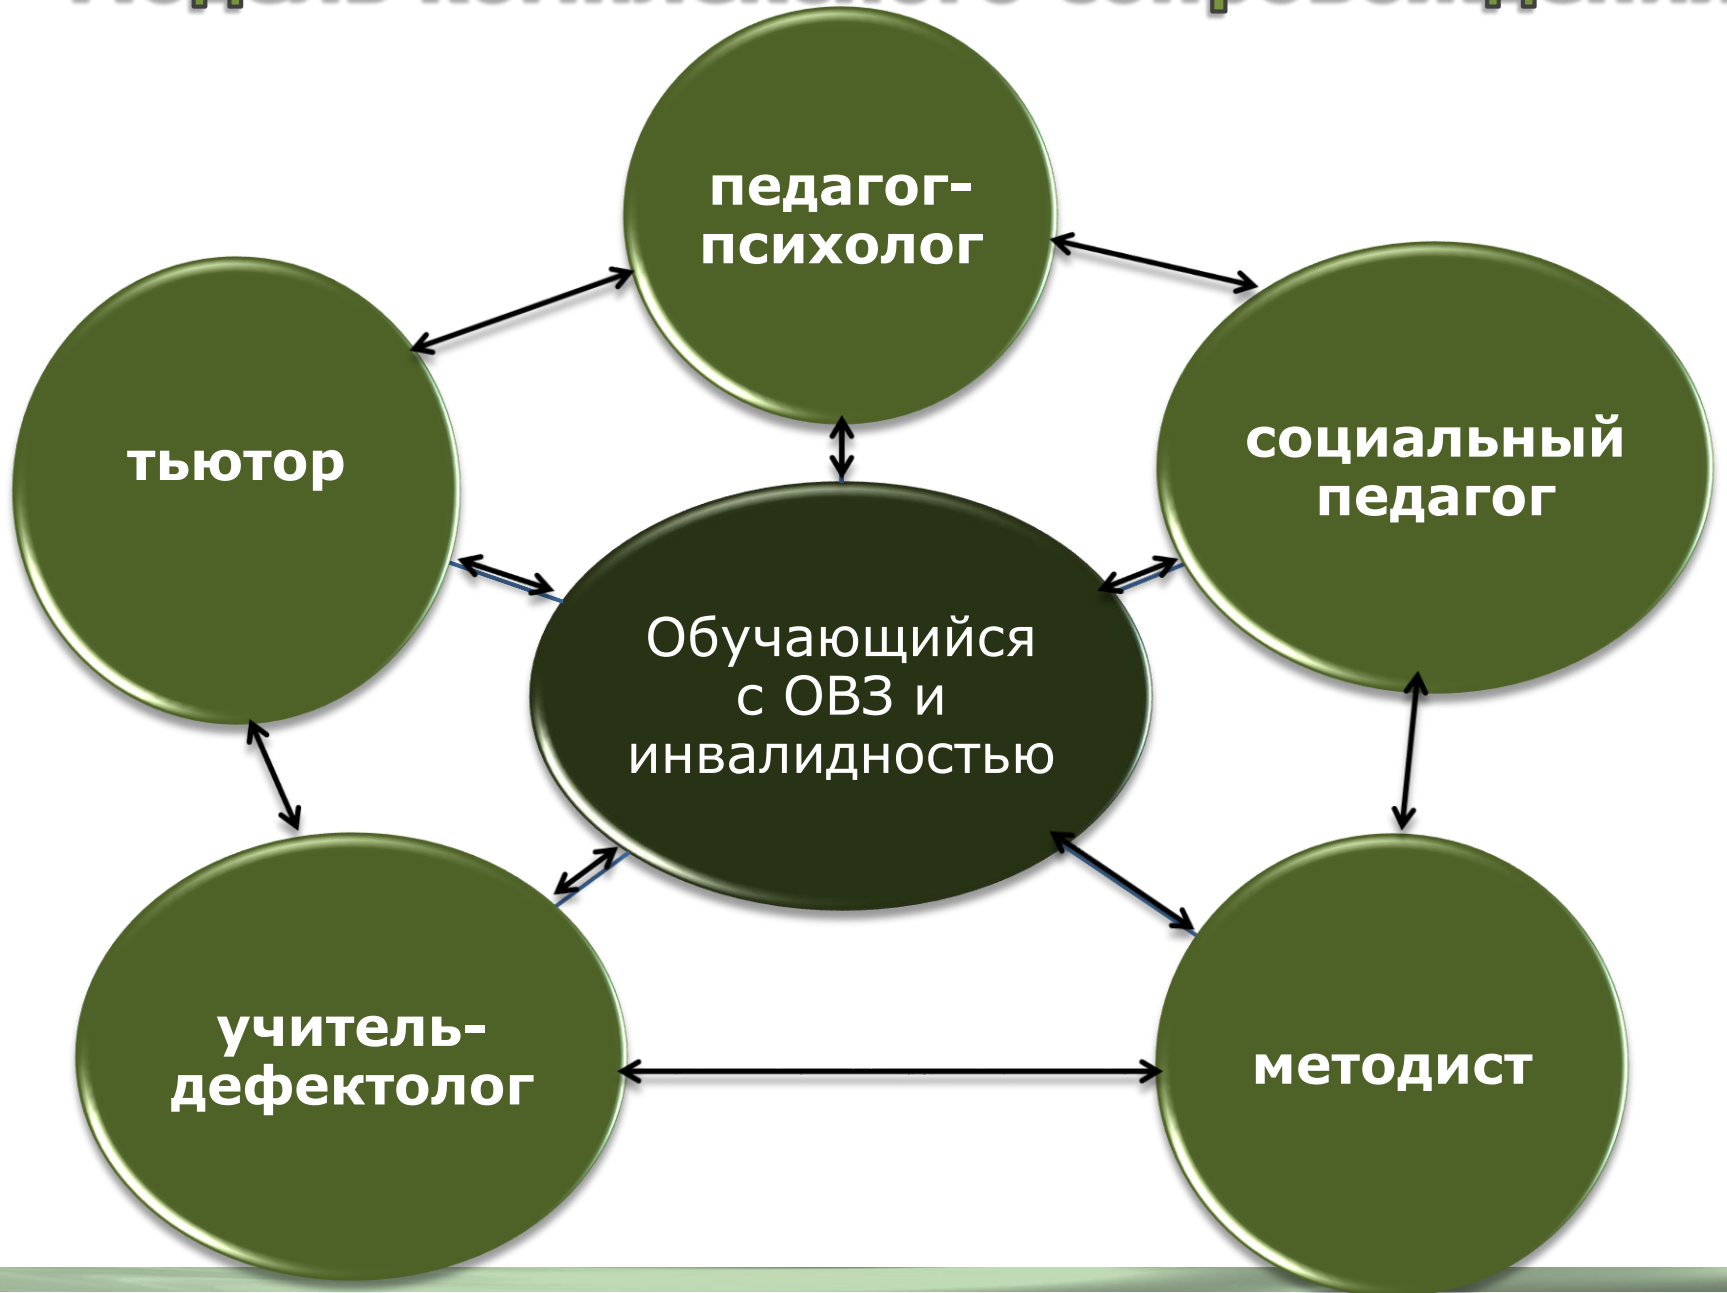 педагог-
психолог
тьютор
социальный
педагог
Обучающийся
с ОВЗ и
инвалидностью
учитель-
дефектолог
методист